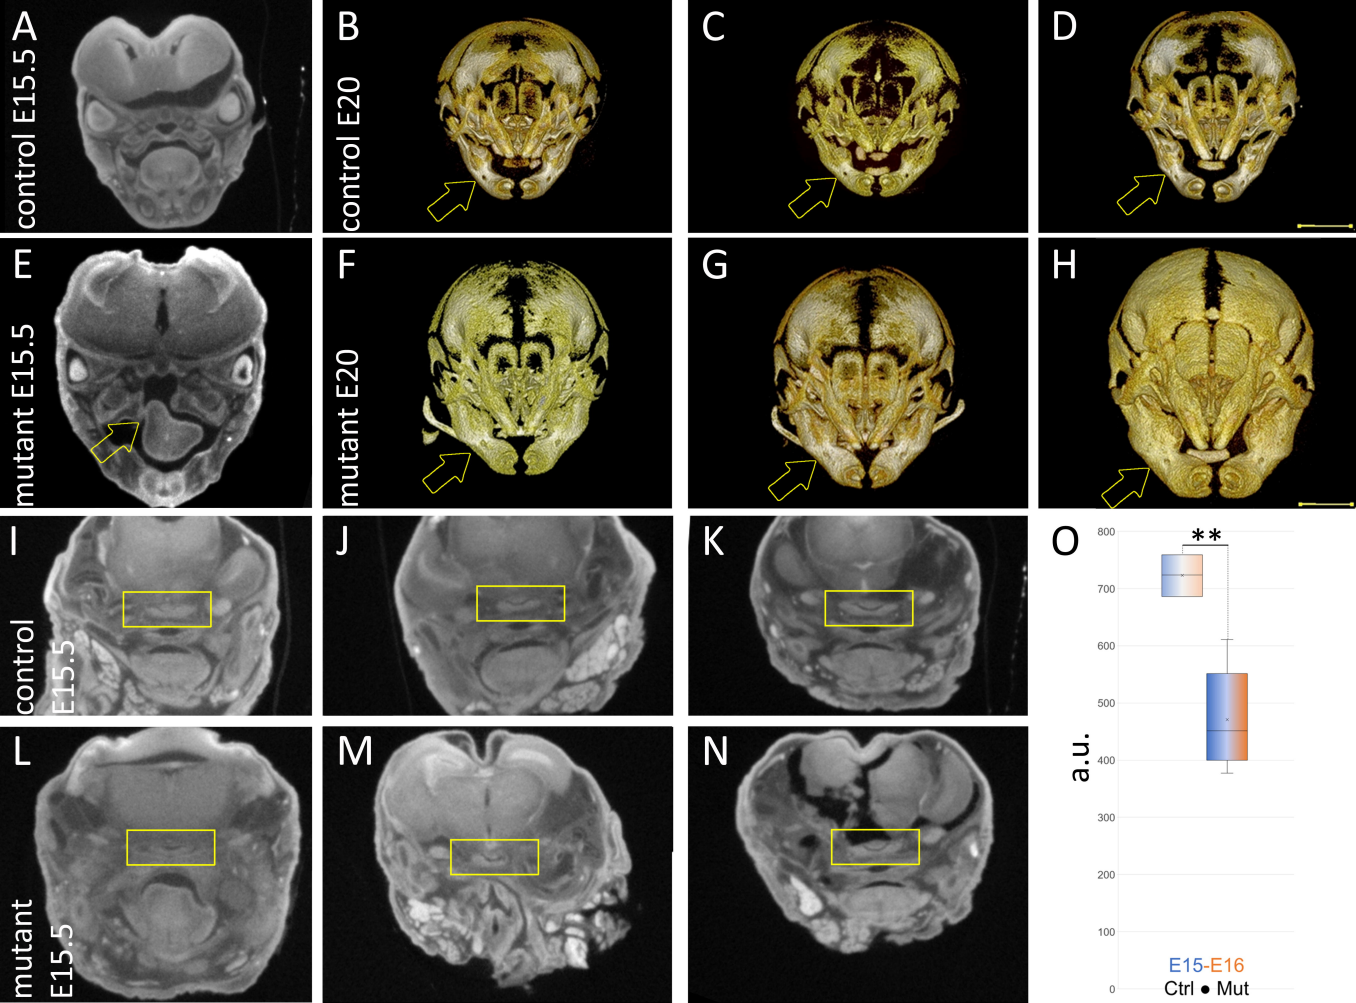 A
control E15.5
B
control E20
C
D
E
mutant E15.5
F
mutant E20
G
H
I
control
E15.5
J
K
L
mutant
E15.5
M
N
O
**
800
700
600
500
400
300
200
100
0
a.u.
E15-E16
Ctrl ● Mut